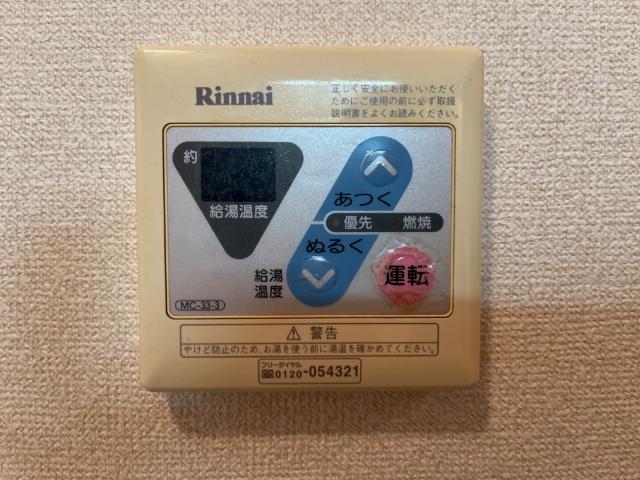 Rinnai
正しく安全にお使いいただく
ためにご使用の前に必ず取扱
説明書をよくお読みください。
約
給湯温度
あつく
優先 燃焼
ぬるく
給湯
温度
運転
MC-33-3
⚠ 警告
やけど防止のため、お湯を使う前に湯温を確かめてください。
フリーダイヤル
0120-054321